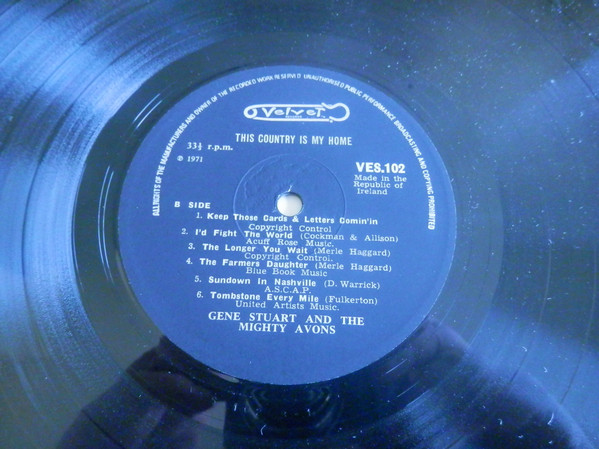 ALL RIGHTS OF THE MANUFACTURERS AND OWNER OF THE RECORDED WORK RESERVED UNAUTHORISED PUBLIC PERFORMANCE BROADCASTING AND COPYING PROHIBITED
Velvet
THIS COUNTRY IS MY HOME
33⅓ r.p.m.
℗ 1971
VES.102
Made in the
Republic of
Ireland
B SIDE
1. Keep Those Cards & Letters Comin'in
Copyright Control
2. I'd Fight The World (Cockman & Allison)
Acuff Rose Music.
3. The Longer You Wait (Merle Haggard)
Copyright Control.
4. The Farmers Daughter (Merle Haggard)
Blue Book Music
5. Sundown In Nashville (D. Warrick)
A.S.C.A.P.
6. Tombstone Every Mile (Fulkerton)
United Artists Music.
GENE STUART AND THE
MIGHTY AVONS